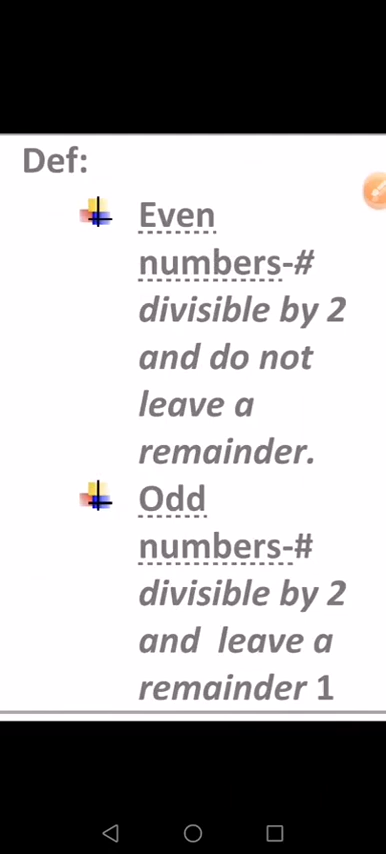 Def:
Even
numbers-#
divisible by 2
and do not
leave a
remainder.
Odd
numbers-#
divisible by 2
and leave a
remainder 1